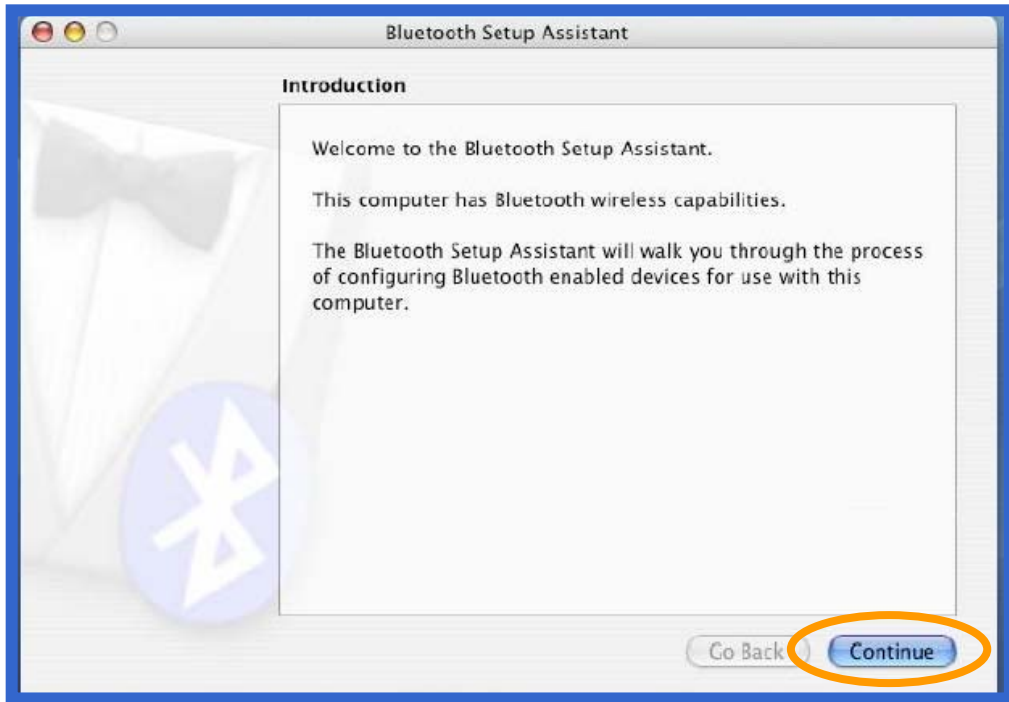 Bluetooth Setup Assistant
Introduction
Welcome to the Bluetooth Setup Assistant.
This computer has Bluetooth wireless capabilities.
The Bluetooth Setup Assistant will walk you through the process
of configuring Bluetooth enabled devices for use with this
computer.
Go Back
Continue